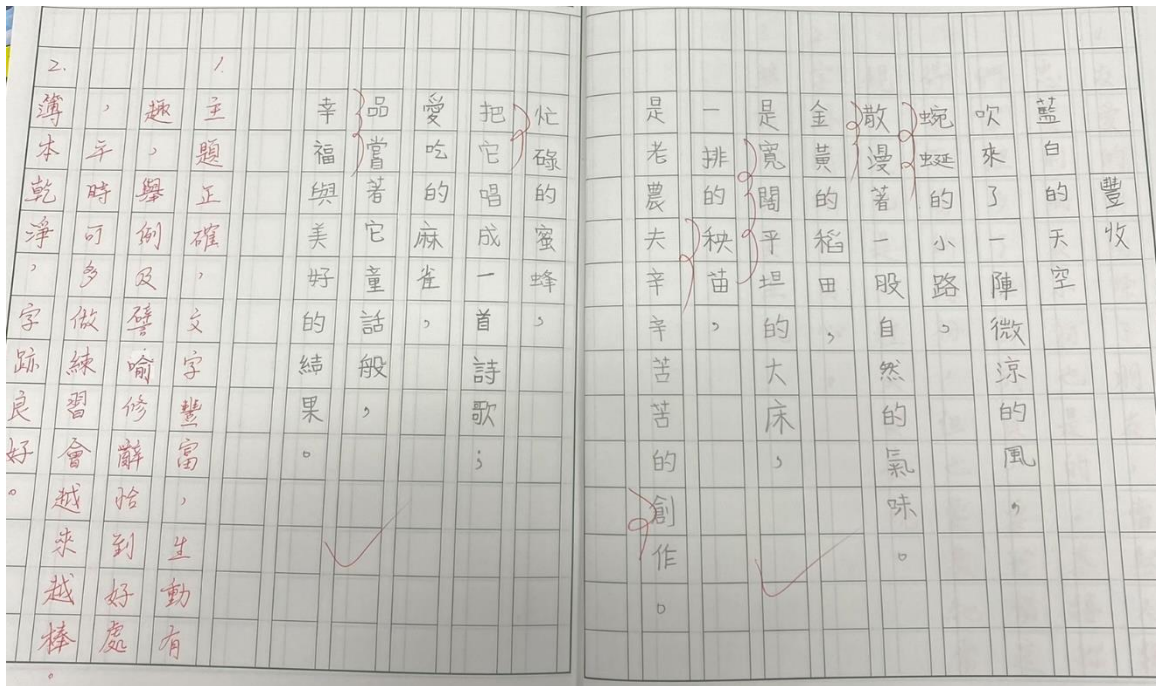 豐收
藍白的天空
吹來了一陣微涼的風，
蜿蜒的小路，
散漫著一股自然的氣味。
金黃的稻田，
是寬闊平坦的大床，
一排的秧苗，
是老農夫辛辛苦苦的創作。
忙碌的蜜蜂，
把它唱成一首詩歌；
愛吃的麻雀，
品嘗著它童話般，
幸福與美好的結果。
1.主題正確，文字豐富，生動有
趣，舉例及譬喻修辭恰到好處
，平時可多做練習會越來越棒。
2.簿本乾淨，字跡良好。